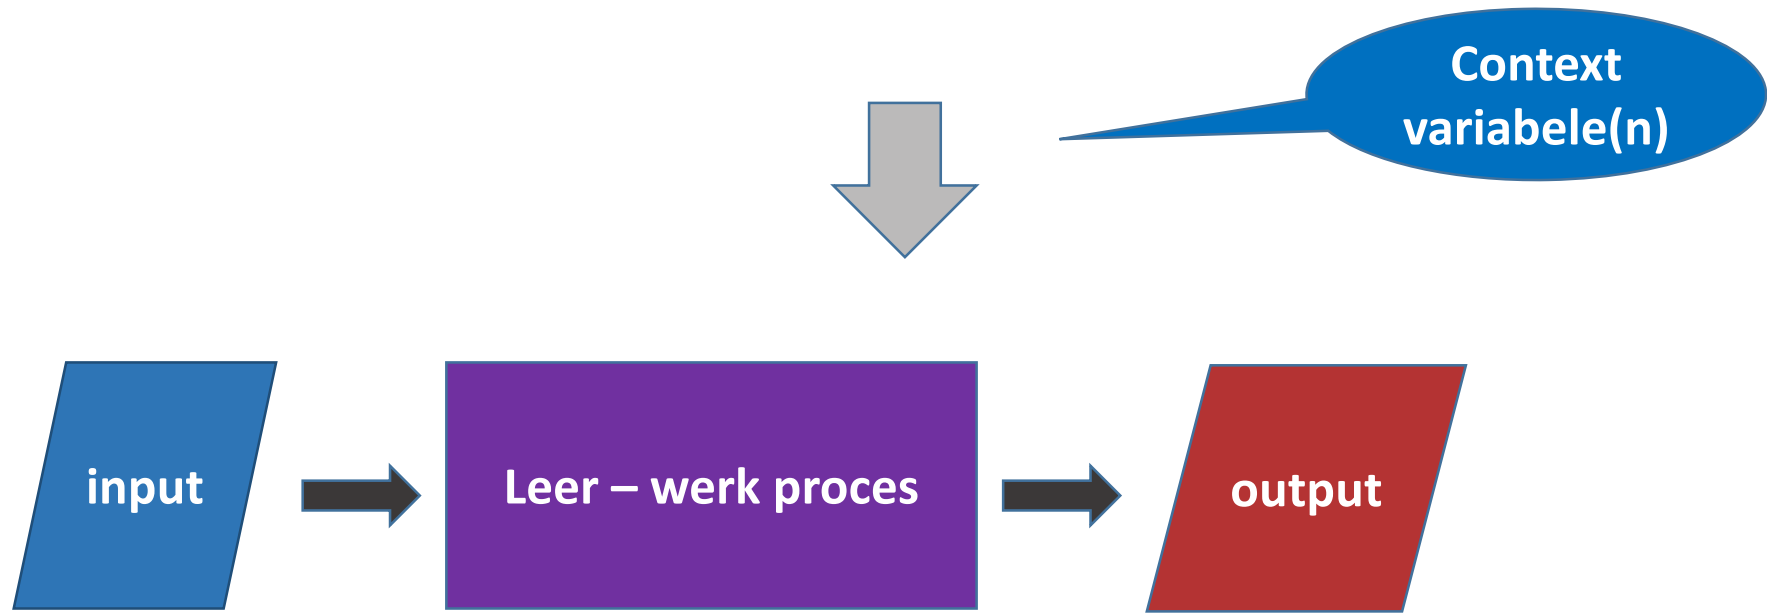 Context
variabele(n)
input
Leer – werk proces
output